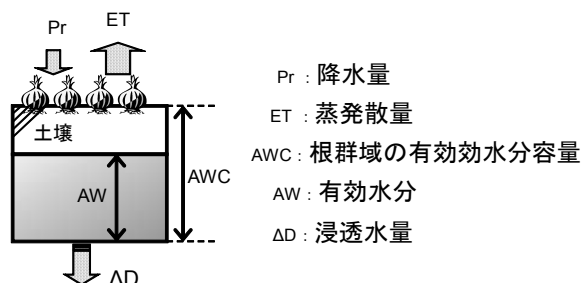 Pr
ET
土壌
AW
AWC
ΔD
Pr : 降水量
ET : 蒸発散量
AWC : 根群域の有効効水分容量
AW : 有効水分
ΔD : 浸透水量